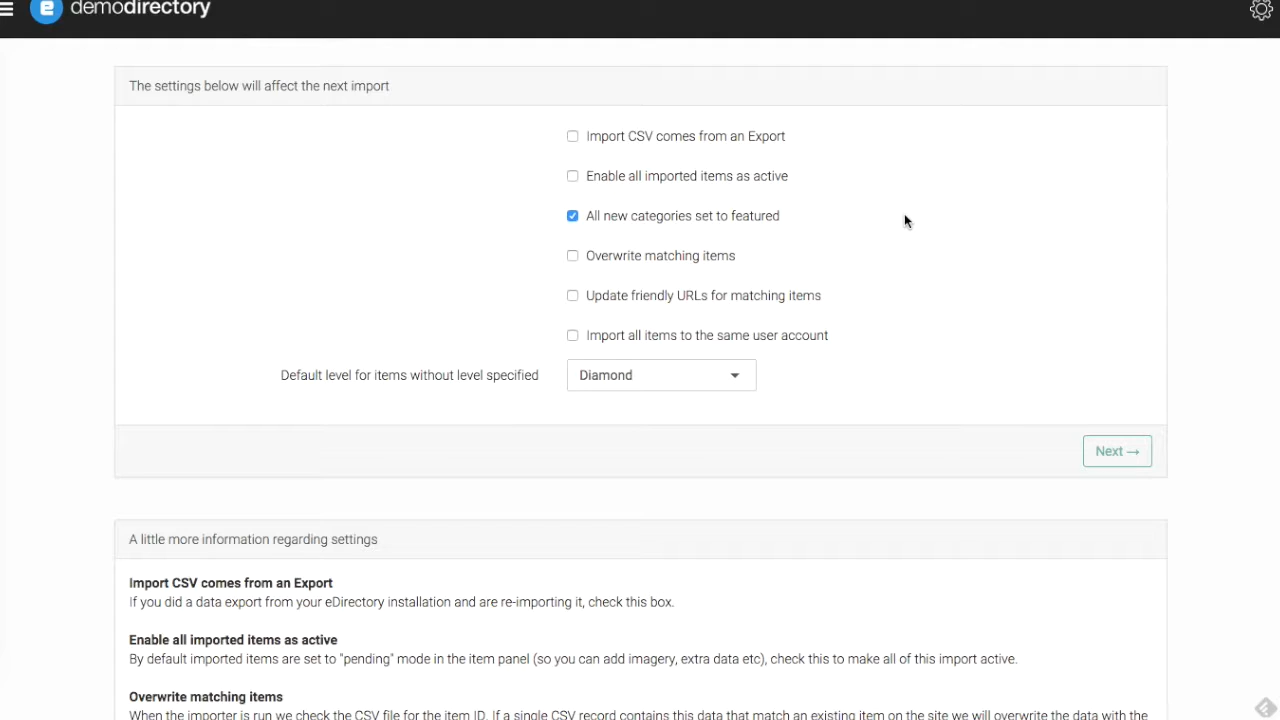 demodirectory
The settings below will affect the next import
Import CSV comes from an Export
Enable all imported items as active
All new categories set to featured
Overwrite matching items
Update friendly URLs for matching items
Import all items to the same user account
Default level for items without level specified
Diamond
Next →
A little more information regarding settings
Import CSV comes from an Export
If you did a data export from your eDirectory installation and are re-importing it, check this box.
Enable all imported items as active
By default imported items are set to "pending" mode in the item panel (so you can add imagery, extra data etc), check this to make all of this import active.
Overwrite matching items
When the importer is run we check the CSV file for the item ID. If a single CSV record contains this data that match an existing item on the site we will overwrite the data with the